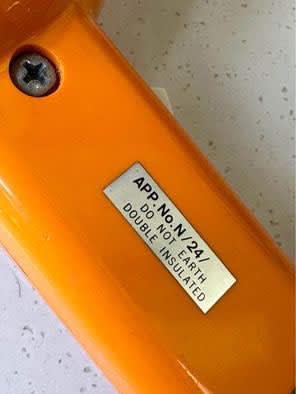 APP.No.N/24/
DO NOT EARTH
DOUBLE INSULATED